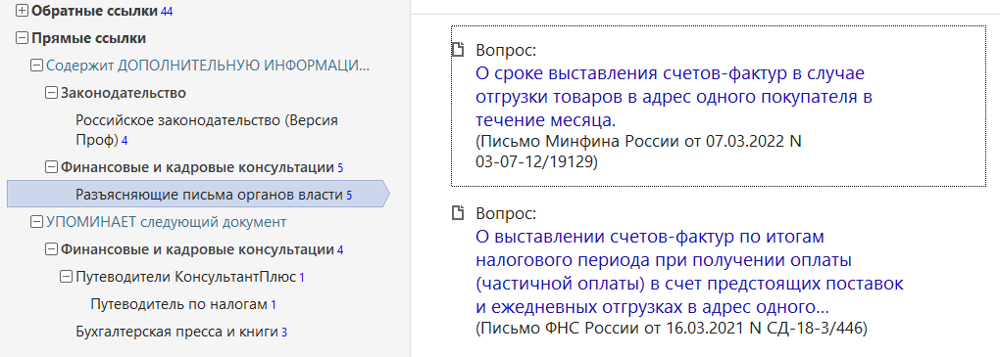 Обратные ссылки 44
Прямые ссылки
Содержит ДОПОЛНИТЕЛЬНУЮ ИНФОРМАЦИ...
Законодательство
Российское законодательство (Версия
Проф) 4
Финансовые и кадровые консультации 5
Разъясняющие письма органов власти 5
УПОМИНАЕТ следующий документ
Финансовые и кадровые консультации 4
Путеводители КонсультантПлюс 1
Путеводитель по налогам 1
Бухгалтерская пресса и книги 3
Вопрос:
О сроке выставления счетов-фактур в случае
отгрузки товаров в адрес одного покупателя в
течение месяца.
(Письмо Минфина России от 07.03.2022 N
03-07-12/19129)
Вопрос:
О выставлении счетов-фактур по итогам
налогового периода при получении оплаты
(частичной оплаты) в счет предстоящих поставок
и ежедневных отгрузках в адрес одного...
(Письмо ФНС России от 16.03.2021 N СД-18-3/446)